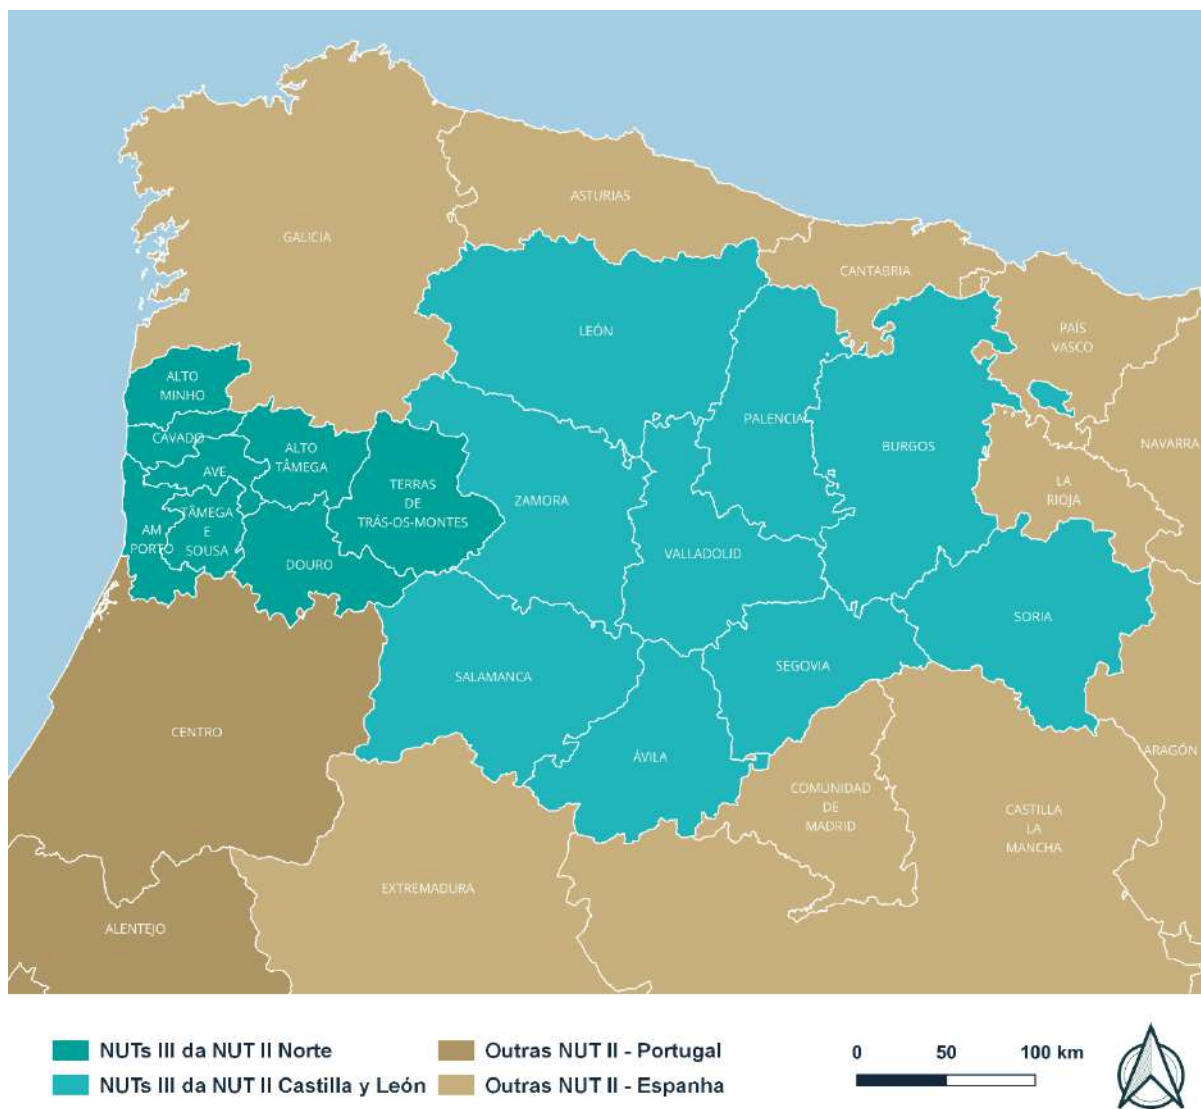 ASTURIAS
GALICIA
CANTABRIA
LEÓN
PAÍS
VASCO
ALTO
MINHO
PALENCIA
CAVADO
BURGOS
NAVARRA
ALTO
TÂMEGA
AVE
TERRAS
DE
TRÁS-OS-MONTES
ZAMORA
LA
RIOJA
TÂMEGA
E
SOUSA
AM
PORTO
VALLADOLID
DOURO
SORIA
SALAMANCA
SEGOVIA
CENTRO
ÁVILA
ARAGÓN
COMUNIDAD
DE
MADRID
CASTILLA
LA
MANCHA
EXTREMADURA
ALENTEJO
NUTs III da NUT II Norte
NUTs III da NUT II Castilla y León
Outras NUT II - Portugal
Outras NUT II - Espanha
0 50 100 km